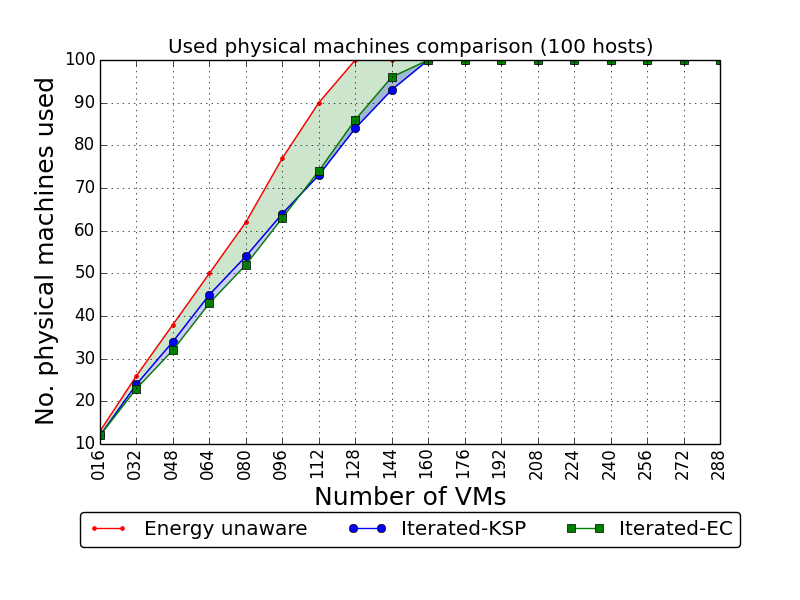 Used physical machines comparison (100 hosts)
No. physical machines used
100
90
80
70
60
50
40
30
20
10
016 032 048 064 080 096 112 128 144 160 176 192 208 224 240 256 272 288
Number of VMs
Energy unaware Iterated-KSP Iterated-EC